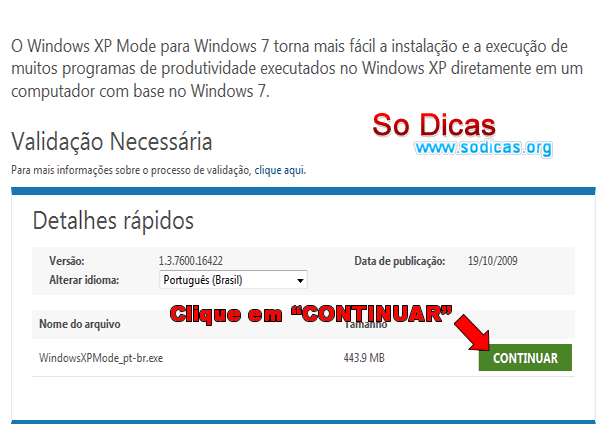 O Windows XP Mode para Windows 7 torna mais fácil a instalação e a execução de
muitos programas de produtividade executados no Windows XP diretamente em um
computador com base no Windows 7.
So Dicas
www.sodicas.org
Validação Necessária
Para mais informações sobre o processo de validação, clique aqui.
Detalhes rápidos
Versão: 1.3.7600.16422 Data de publicação: 19/10/2009
Alterar idioma: Português (Brasil)
Clique em “CONTINUAR”
Nome do arquivo Tamanho
WindowsXPMode_pt-br.exe 443.9 MB CONTINUAR